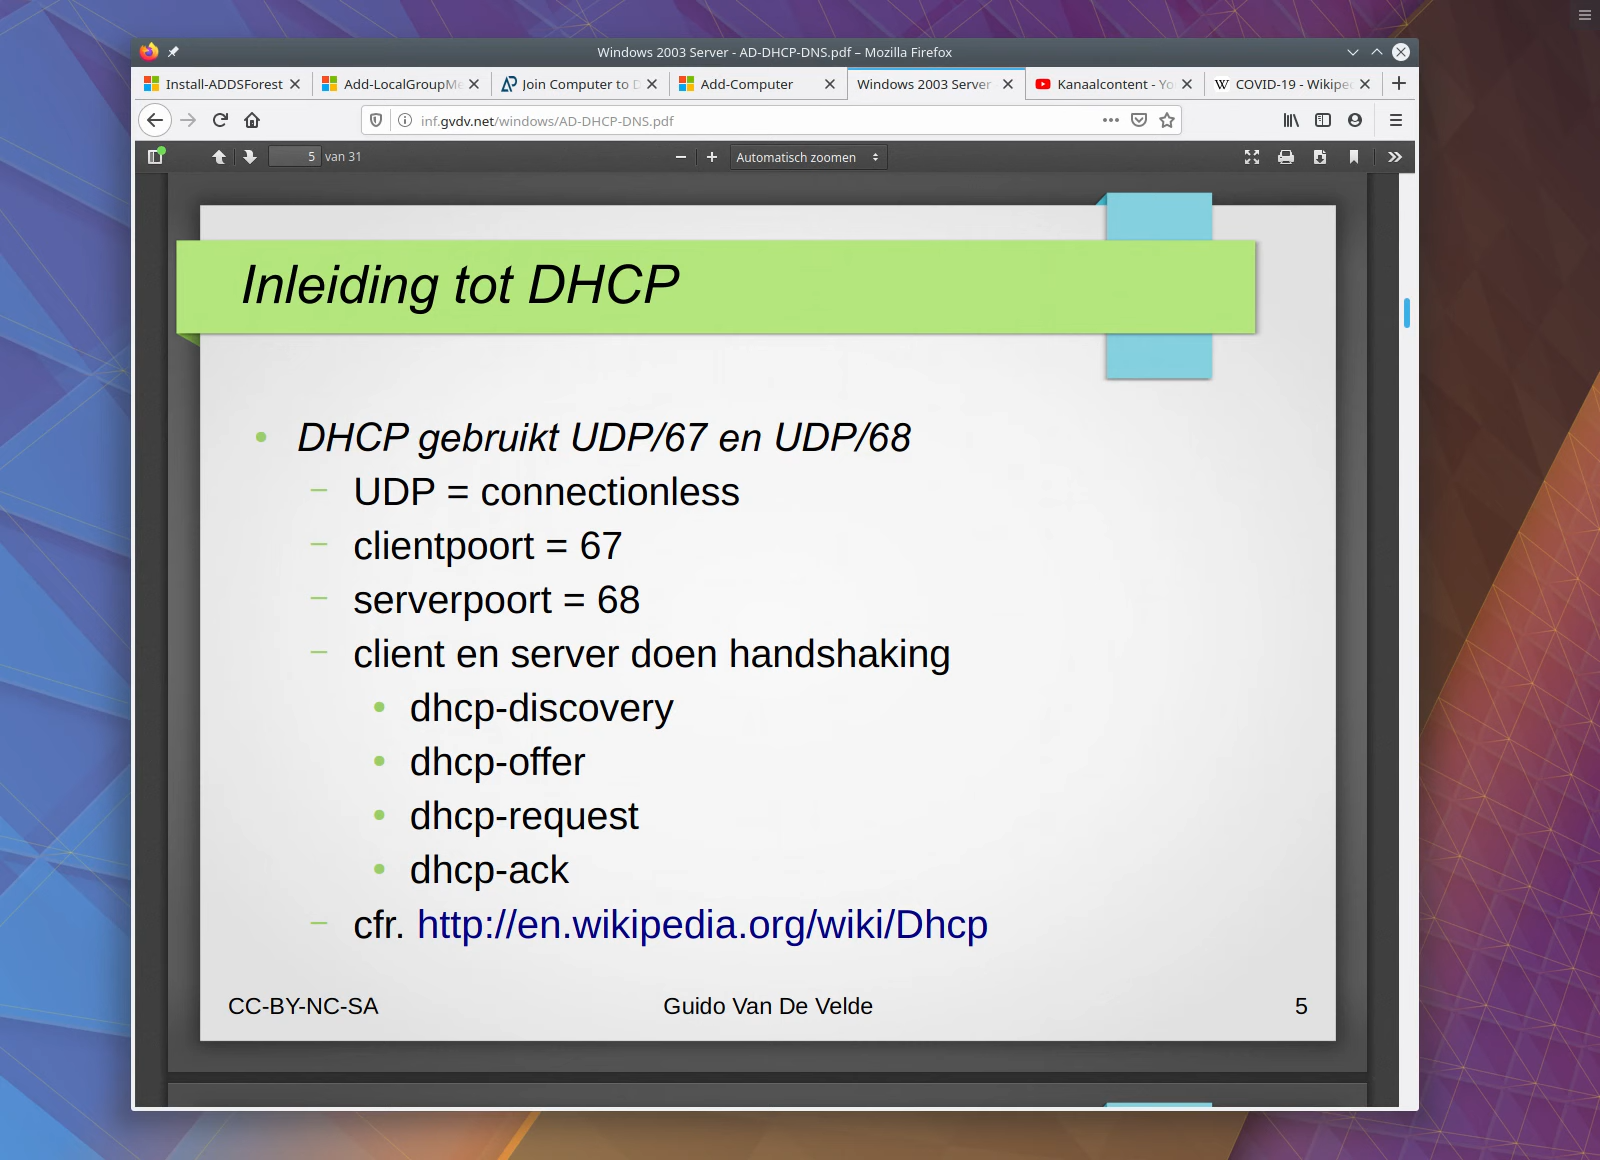 Windows 2003 Server - AD-DHCP-DNS.pdf – Mozilla Firefox
Install-ADDSForest
Add-LocalGroupMe
Join Computer to D
Add-Computer
Windows 2003 Server
Kanaalcontent - Yo
COVID-19 - Wikiped
inf.gvdv.net/windows/AD-DHCP-DNS.pdf
5 van 31
Automatisch zoomen
Inleiding tot DHCP
DHCP gebruikt UDP/67 en UDP/68
UDP = connectionless
clientpoort = 67
serverpoort = 68
client en server doen handshaking
dhcp-discovery
dhcp-offer
dhcp-request
dhcp-ack
cfr. http://en.wikipedia.org/wiki/Dhcp
CC-BY-NC-SA
Guido Van De Velde
5